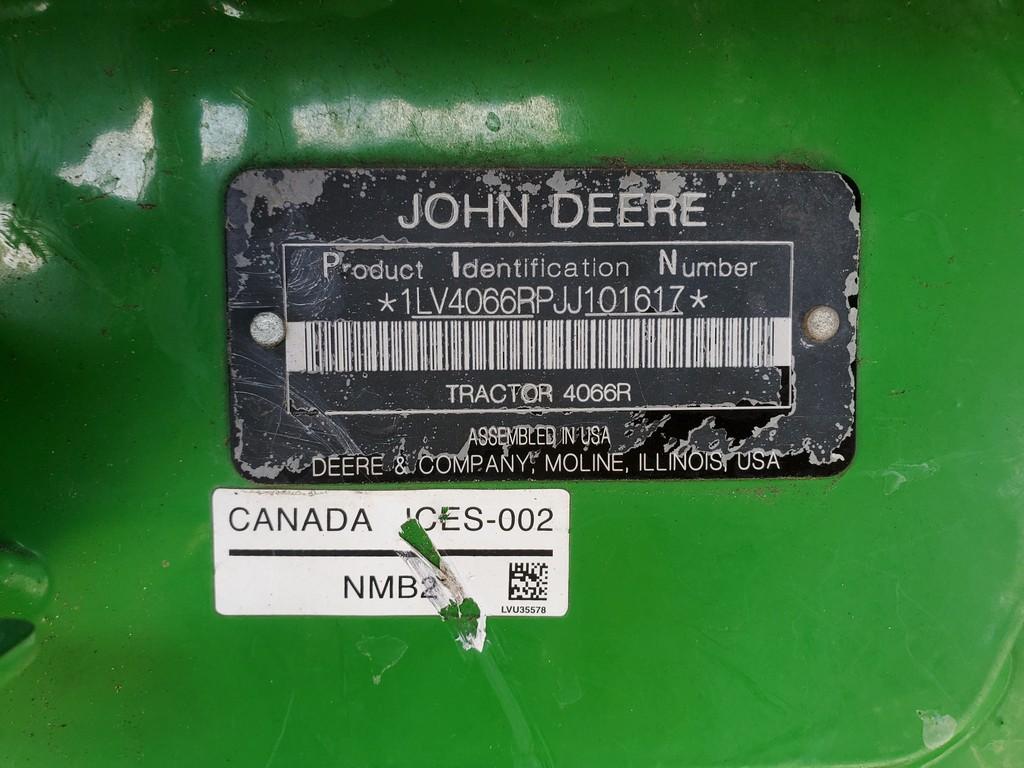 JOHN DEERE
Product Identification Number
*1LV4066RPJJ101617*
TRACTOR 4066R
ASSEMBLED IN USA
DEERE & COMPANY, MOLINE, ILLINOIS, USA
CANADA ICES-002
NMB2
LVU35578